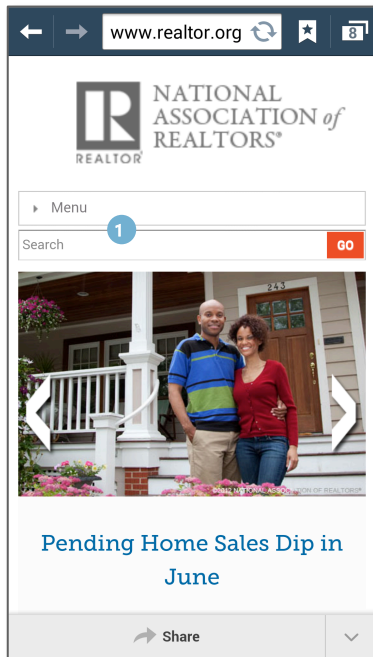 www.realtor.org
8
NATIONAL
ASSOCIATION of
REALTORS®
REALTOR®
Menu
1
Search
GO
243
©2012 NATIONAL ASSOCIATION OF REALTORS®
Pending Home Sales Dip in
June
Share